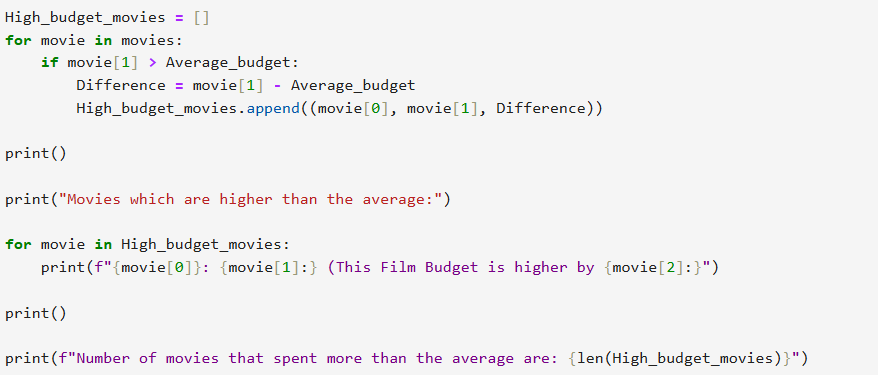 High_budget_movies = []
for movie in movies:
    if movie[1] > Average_budget:
        Difference = movie[1] - Average_budget
        High_budget_movies.append((movie[0], movie[1], Difference))
print()
print("Movies which are higher than the average:")
for movie in High_budget_movies:
    print(f"{movie[0]}: {movie[1]:} (This Film Budget is higher by {movie[2]:}")
print()
print(f"Number of movies that spent more than the average are: {len(High_budget_movies)}")